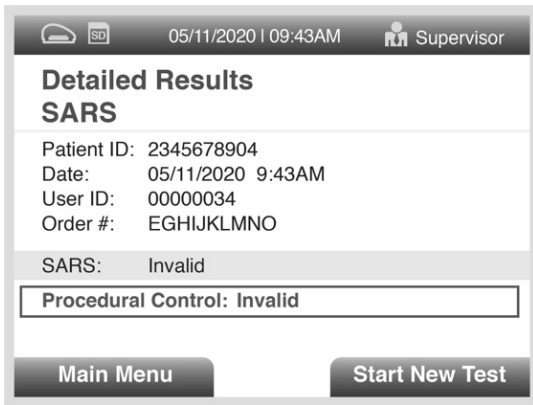 SD 05/11/2020 | 09:43AM Supervisor
Detailed Results
SARS
Patient ID: 2345678904
Date: 05/11/2020 9:43AM
User ID: 00000034
Order #: EGHIJKLMNO
SARS: Invalid
Procedural Control: Invalid
Main Menu Start New Test